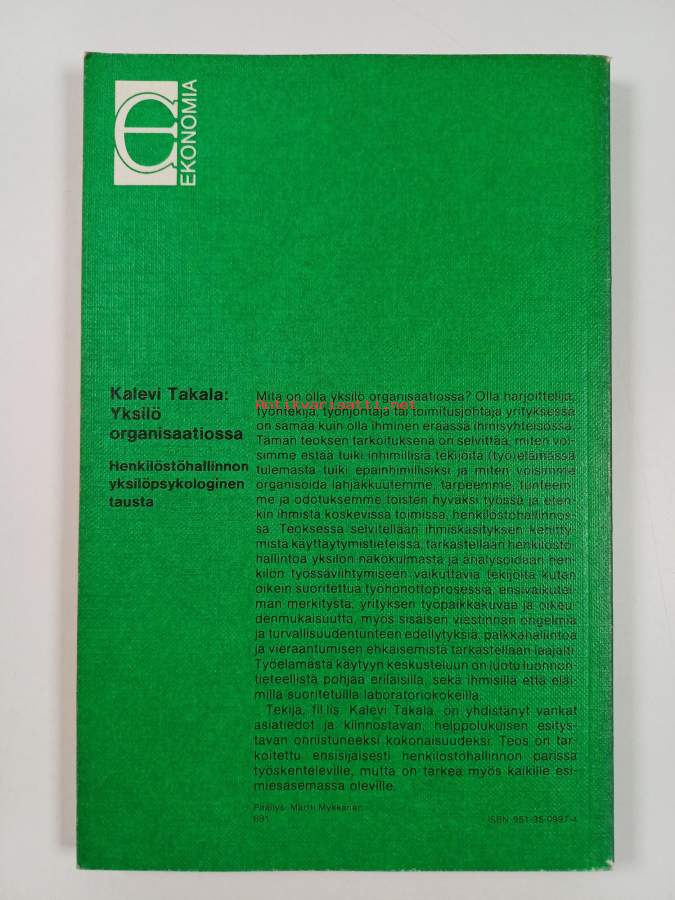 EKONOMIA
Kalevi Takala:
Yksilö
organisaatiossa
Henkilöstöhallinnon
yksilöpsykologinen
tausta
Mitä on olla yksilö organisaatiossa? Olla harjoittelija,
työntekijä, työnjohtaja tai toimitusjohtaja yrityksessä
on samaa kuin olla ihminen eräässä ihmisyhteisössä.
Tämän teoksen tarkoituksena on selvittää, miten voi-
simme estää tuiki inhimillisiä tekijöitä (työ)elämässä
tulemasta tuiki epäinhimillisiksi ja miten voisimme
organisoida lahjakkuutemme, tarpeemme, tunteem-
me ja odotuksemme toisten hyväksi työssä ja eten-
kin ihmistä koskevissa toimissa, henkilöstöhallinnos-
sa. Teoksessa selvitellään ihmiskäsityksen kehitty-
mistä käyttäytymistieteissä, tarkastellaan henkilöstö-
hallintoa yksilön näkökulmasta ja analysoidaan hen-
kilön työssäviihtymiseen vaikuttavia tekijöitä kuten
oikein suoritettua työhönottoprosessia, ensivaikutel-
man merkitystä, yrityksen työpaikkakuvaa ja oikeu-
denmukaisuutta, myös sisäisen viestinnän ongelmia
ja turvallisuudentunteen edellytyksiä, palkkahallintoa
ja vieraantumisen ehkäisemistä tarkastellaan laajalti.
Työelämästä käytyyn keskusteluun on luotu luonnon-
tieteellistä pohjaa erilaisilla, sekä ihmisillä että eläi-
millä suoritetuilla laboratoriokokeilla.
Tekijä, fil.lis. Kalevi Takala, on yhdistänyt vankat
asiatiedot ja kiinnostavan, helppolukuisen esitys-
tavan onnistuneeksi kokonaisuudeksi. Teos on tar-
koitettu ensisijaisesti henkilöstöhallinnon parissa
työskenteleville, mutta on tärkeä myös kaikille esi-
miesasemassa oleville.
Päällys: Martti Mykkänen
691
ISBN 951-35-0997-4
Antikvariaatti.net